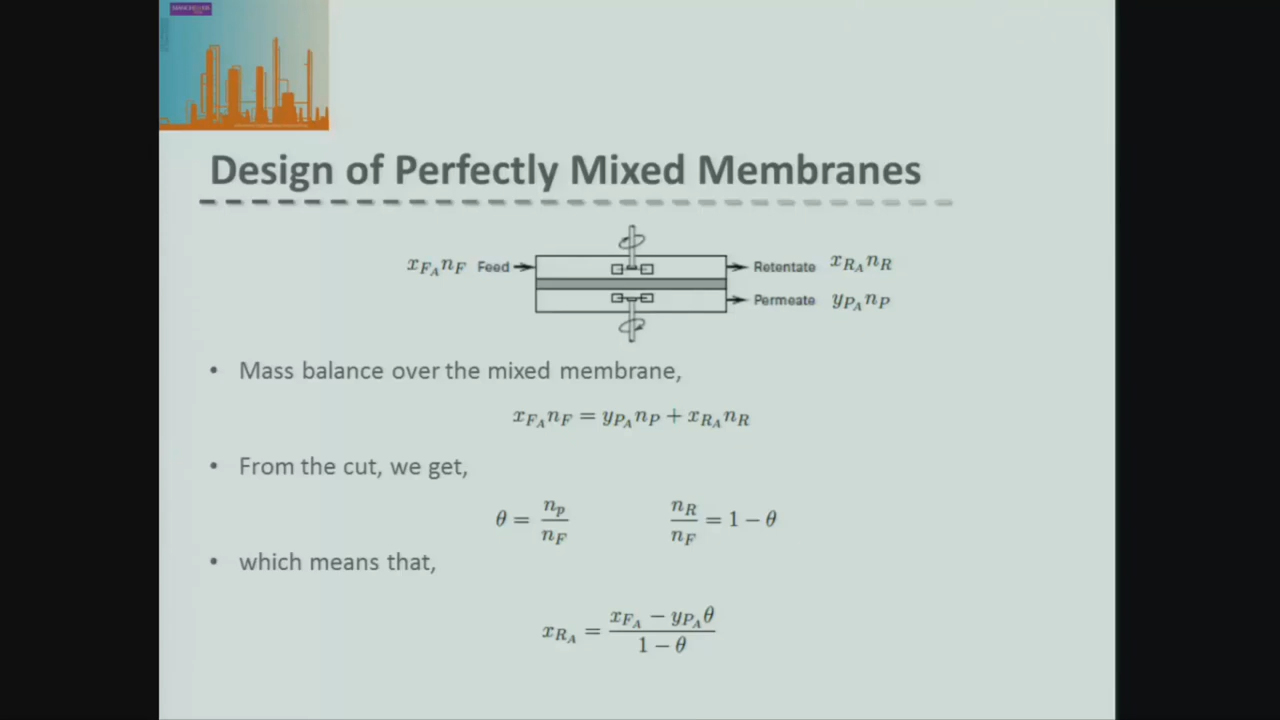 MANCHESTER
Design of Perfectly Mixed Membranes
x_{F_A} n_F Feed Retentate x_{R_A} n_R
Permeate y_{P_A} n_P
• Mass balance over the mixed membrane,
x_{F_A} n_F = y_{P_A} n_P + x_{R_A} n_R
• From the cut, we get,
θ = n_p / n_F    n_R / n_F = 1 − θ
• which means that,
x_{R_A} = (x_{F_A} − y_{P_A} θ) / (1 − θ)